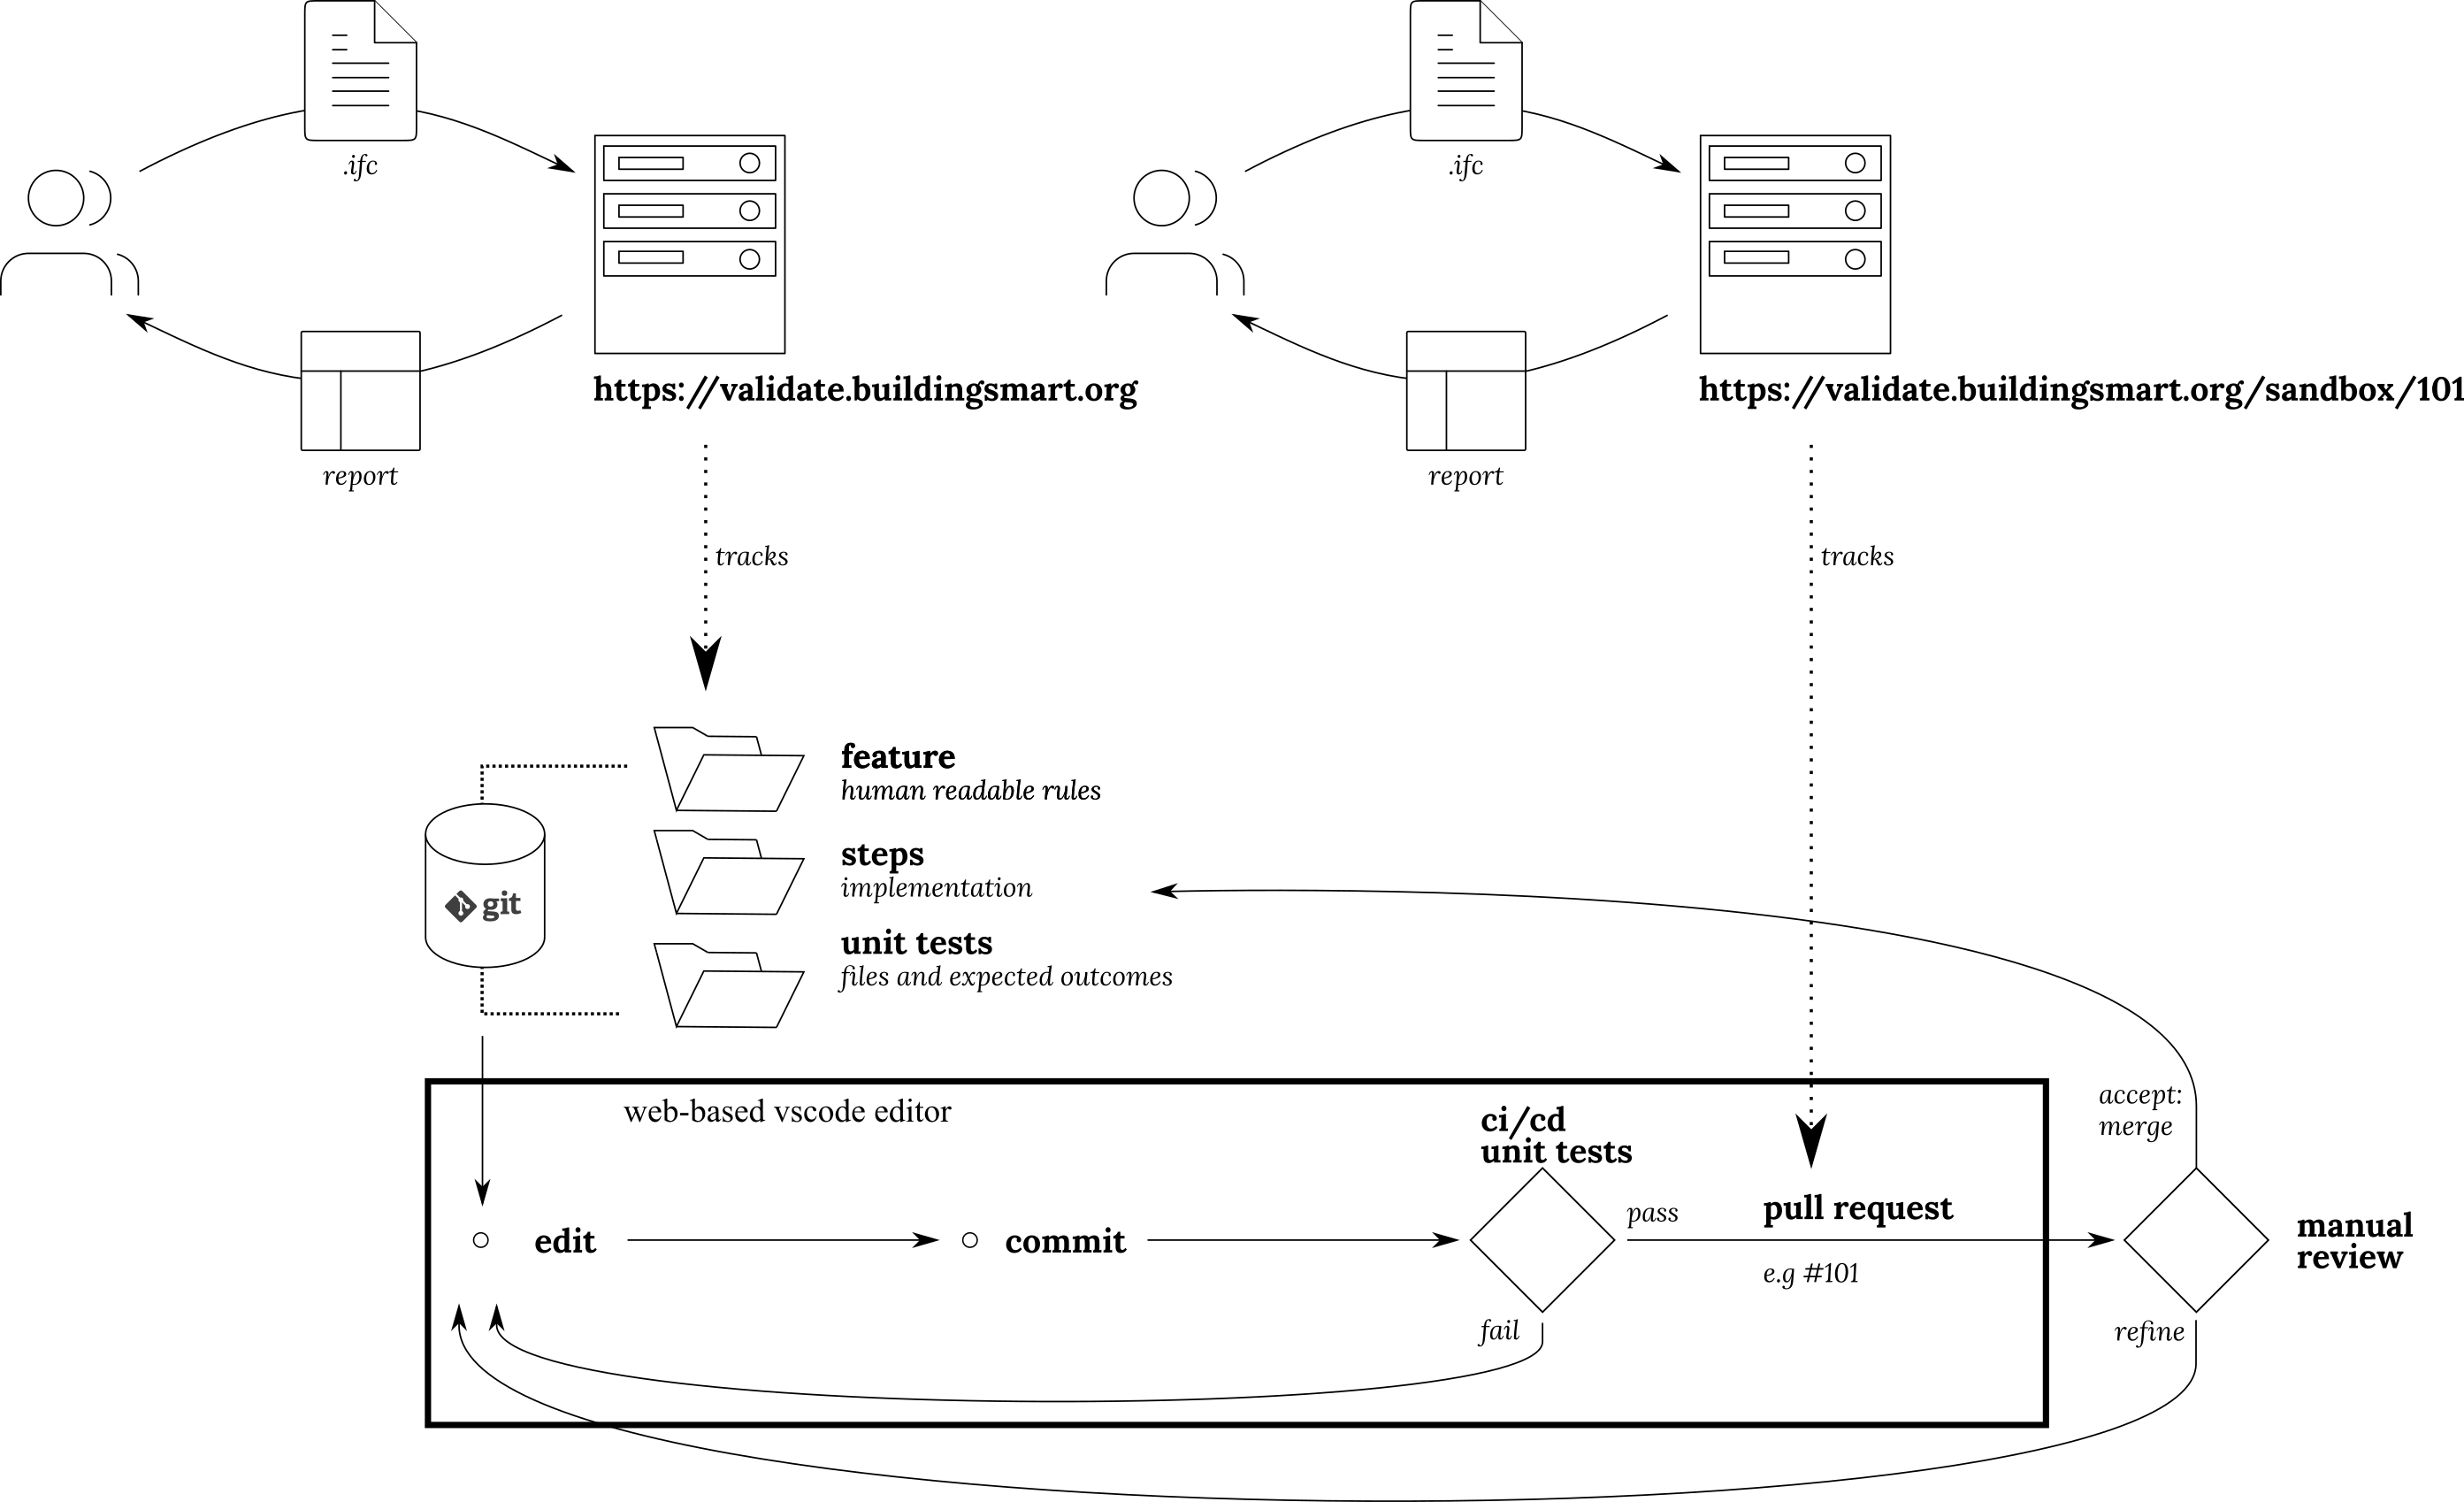 .ifc
.ifc
https://validate.buildingsmart.org
https://validate.buildingsmart.org/sandbox/101
report
report
tracks
tracks
feature
human readable rules
steps
implementation
git
unit tests
files and expected outcomes
web-based vscode editor
ci/cd
unit tests
accept:
merge
edit
commit
pass
pull request
e.g #101
manual
review
fail
refine